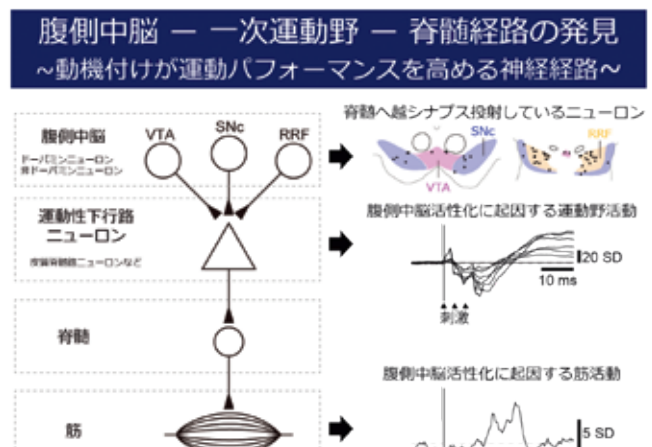 腹側中脳 ― 一次運動野 ― 脊髄経路の発見
~動機付けが運動パフォーマンスを高める神経経路~
脊髄へ越シナプス投射しているニューロン
腹側中脳
ドーパミンニューロン
非ドーパミンニューロン
VTA
SNc
RRF
SNc
VTA
RRF
運動性下行路
ニューロン
皮質脊髄路ニューロンなど
腹側中脳活性化に起因する運動野活動
20 SD
10 ms
刺激
脊髄
腹側中脳活性化に起因する筋活動
筋
5 SD